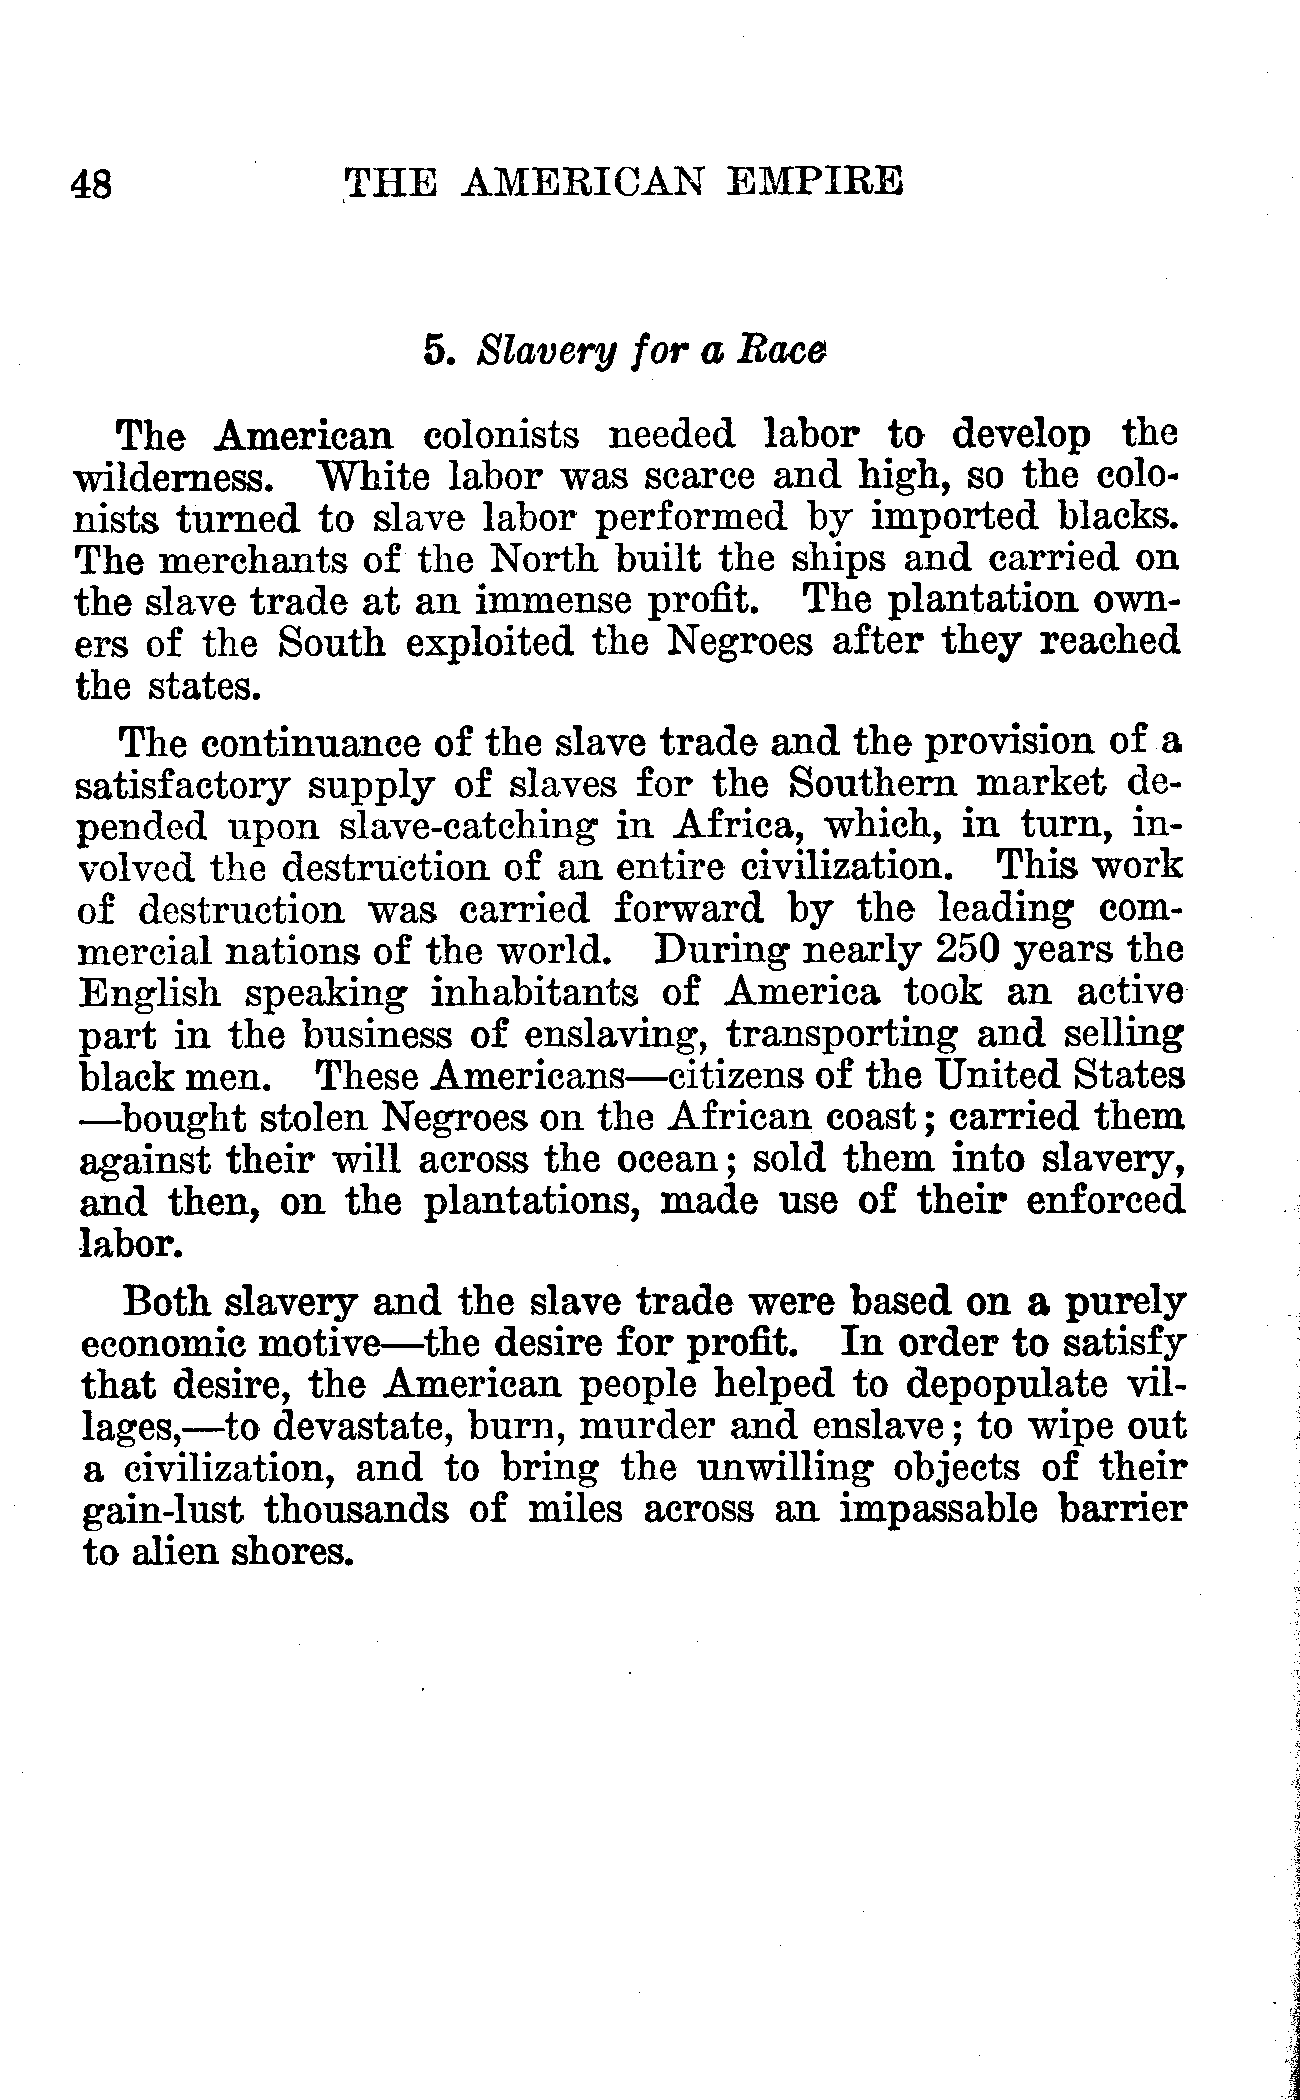 48 THE AMERICAN EMPIRE
5. Slavery for a Race
The American colonists needed labor to develop the
wilderness. White labor was scarce and high, so the colo-
nists turned to slave labor performed by imported blacks.
The merchants of the North built the ships and carried on
the slave trade at an immense profit. The plantation own-
ers of the South exploited the Negroes after they reached
the states.
The continuance of the slave trade and the provision of a
satisfactory supply of slaves for the Southern market de-
pended upon slave-catching in Africa, which, in turn, in-
volved the destruction of an entire civilization. This work
of destruction was carried forward by the leading com-
mercial nations of the world. During nearly 250 years the
English speaking inhabitants of America took an active
part in the business of enslaving, transporting and selling
black men. These Americans—citizens of the United States
—bought stolen Negroes on the African coast; carried them
against their will across the ocean; sold them into slavery,
and then, on the plantations, made use of their enforced
labor.
Both slavery and the slave trade were based on a purely
economic motive—the desire for profit. In order to satisfy
that desire, the American people helped to depopulate vil-
lages,—to devastate, burn, murder and enslave; to wipe out
a civilization, and to bring the unwilling objects of their
gain-lust thousands of miles across an impassable barrier
to alien shores.